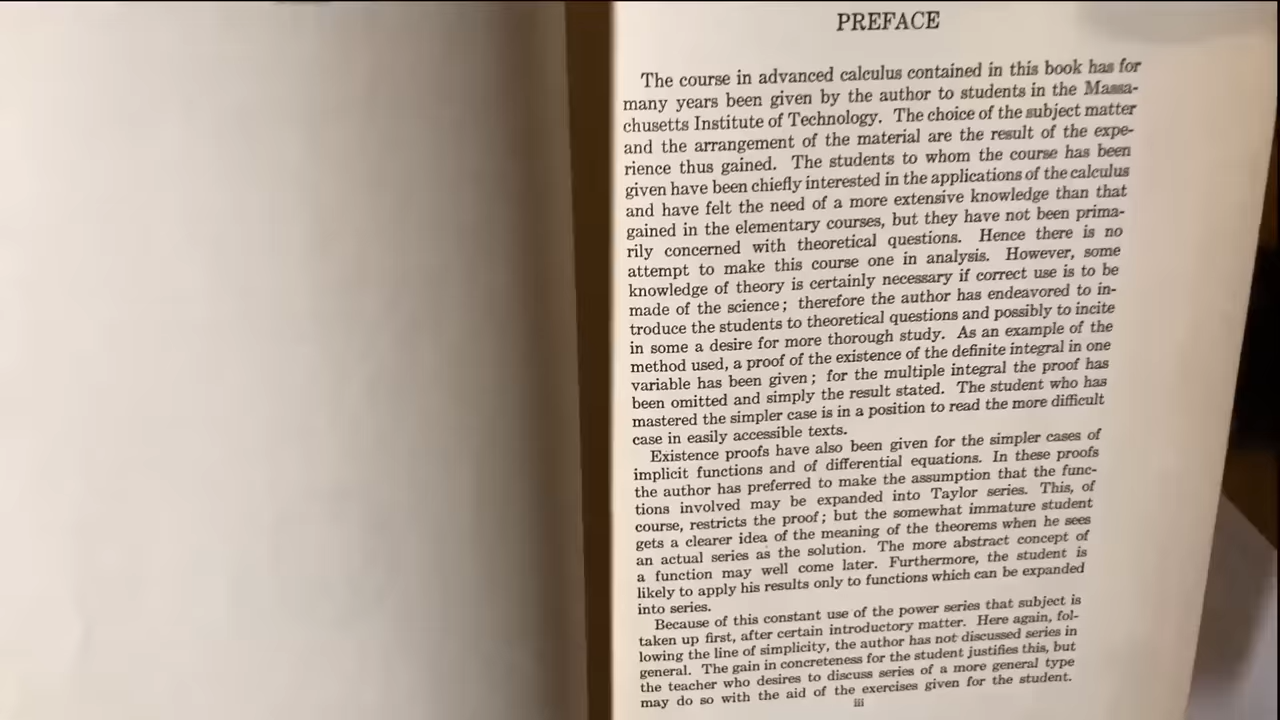 PREFACE
The course in advanced calculus contained in this book has for
many years been given by the author to students in the Massa-
chusetts Institute of Technology. The choice of the subject matter
and the arrangement of the material are the result of the expe-
rience thus gained. The students to whom the course has been
given have been chiefly interested in the applications of the calculus
and have felt the need of a more extensive knowledge than that
gained in the elementary courses, but they have not been prima-
rily concerned with theoretical questions. Hence there is no
attempt to make this course one in analysis. However, some
knowledge of theory is certainly necessary if correct use is to be
made of the science; therefore the author has endeavored to in-
troduce the students to theoretical questions and possibly to incite
in some a desire for more thorough study. As an example of the
method used, a proof of the existence of the definite integral in one
variable has been given; for the multiple integral the proof has
been omitted and simply the result stated. The student who has
mastered the simpler case is in a position to read the more difficult
case in easily accessible texts.
Existence proofs have also been given for the simpler cases of
implicit functions and of differential equations. In these proofs
the author has preferred to make the assumption that the func-
tions involved may be expanded into Taylor series. This, of
course, restricts the proof; but the somewhat immature student
gets a clearer idea of the meaning of the theorems when he sees
an actual series as the solution. The more abstract concept of
a function may well come later. Furthermore, the student is
likely to apply his results only to functions which can be expanded
into series.
Because of this constant use of the power series that subject is
taken up first, after certain introductory matter. Here again, fol-
lowing the line of simplicity, the author has not discussed series in
general. The gain in concreteness for the student justifies this, but
the teacher who desires to discuss series of a more general type
may do so with the aid of the exercises given for the student.
iii